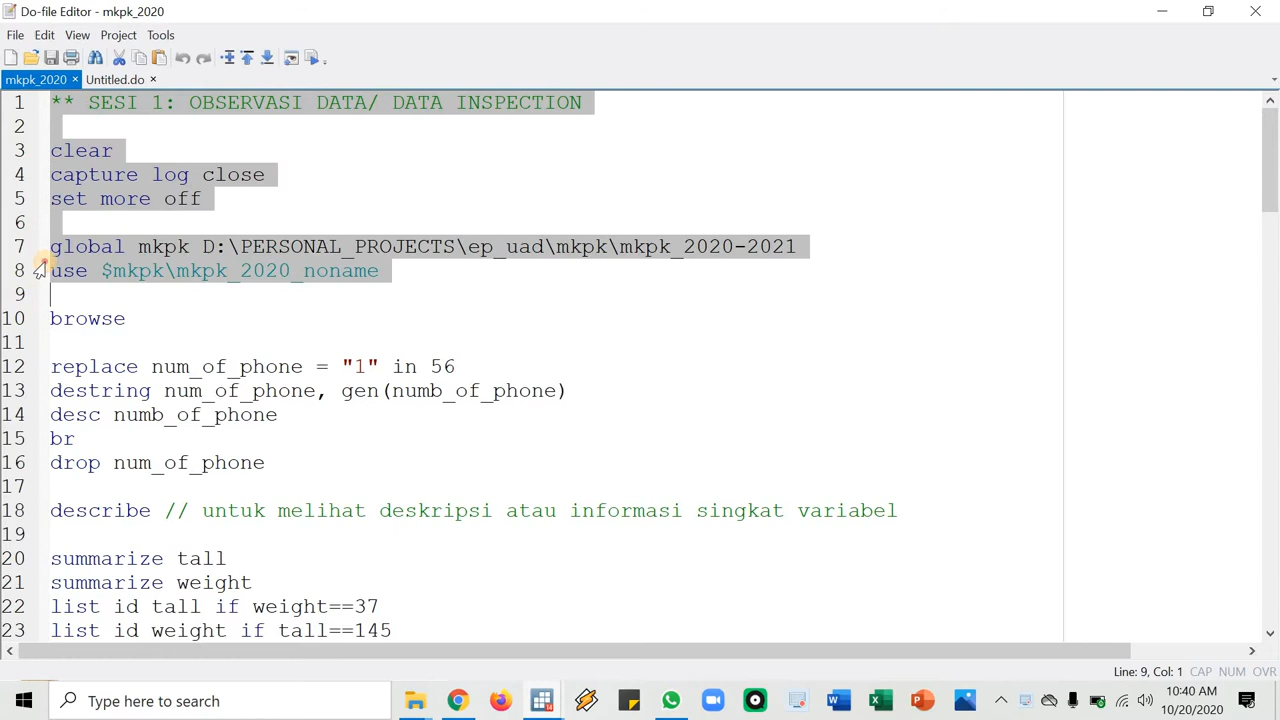 Do-file Editor - mkpk_2020
File Edit View Project Tools
mkpk_2020 × Untitled.do ×
1 ** SESI 1: OBSERVASI DATA/ DATA INSPECTION
2
3 clear
4 capture log close
5 set more off
6
7 global mkpk D:\PERSONAL_PROJECTS\ep_uad\mkpk\mkpk_2020-2021
8 use $mkpk\mkpk_2020_noname
9
10 browse
11
12 replace num_of_phone = "1" in 56
13 destring num_of_phone, gen(numb_of_phone)
14 desc numb_of_phone
15 br
16 drop num_of_phone
17
18 describe // untuk melihat deskripsi atau informasi singkat variabel
19
20 summarize tall
21 summarize weight
22 list id tall if weight==37
23 list id weight if tall==145
Line: 9, Col: 1 CAP NUM OVR
Type here to search
10:40 AM
10/20/2020